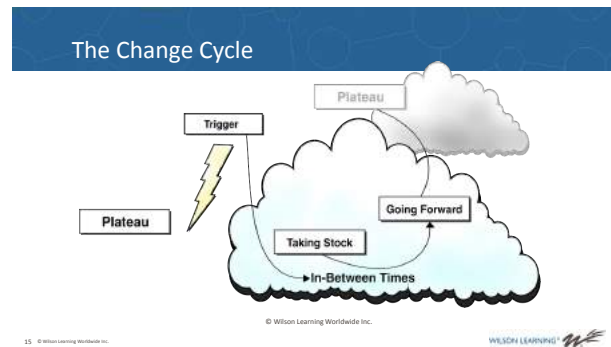 The Change Cycle
Plateau
Trigger
Plateau
Going Forward
Taking Stock
In-Between Times
© Wilson Learning Worldwide Inc.
15 © Wilson Learning Worldwide Inc.
WILSON LEARNING®